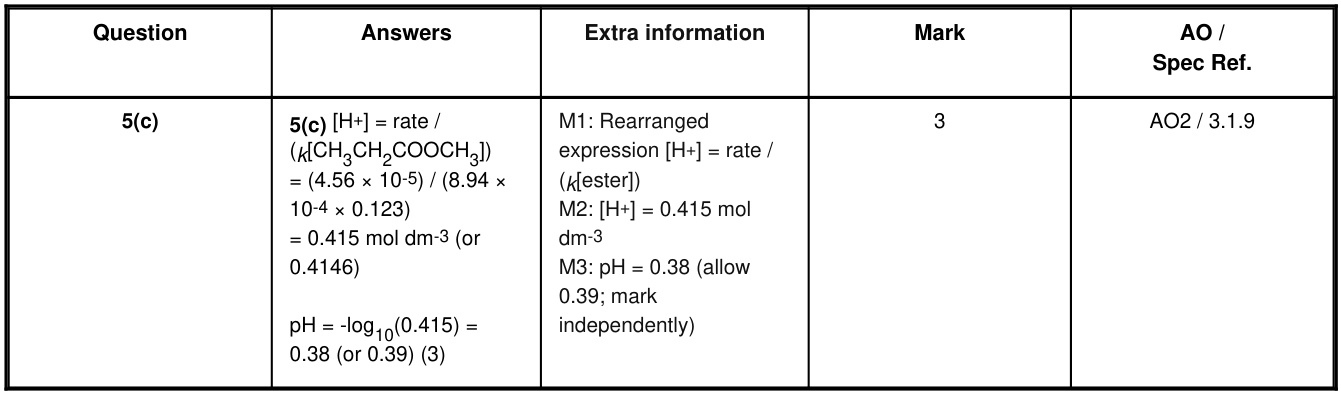 Question
Answers
Extra information
Mark
AO /
Spec Ref.
5(c)
5(c) [H+] = rate /
(k[CH3CH2COOCH3])
= (4.56 × 10-5) / (8.94 ×
10-4 × 0.123)
= 0.415 mol dm-3 (or
0.4146)
pH = -log10(0.415) =
0.38 (or 0.39) (3)
M1: Rearranged
expression [H+] = rate /
(k[ester])
M2: [H+] = 0.415 mol
dm-3
M3: pH = 0.38 (allow
0.39; mark
independently)
3
AO2 / 3.1.9